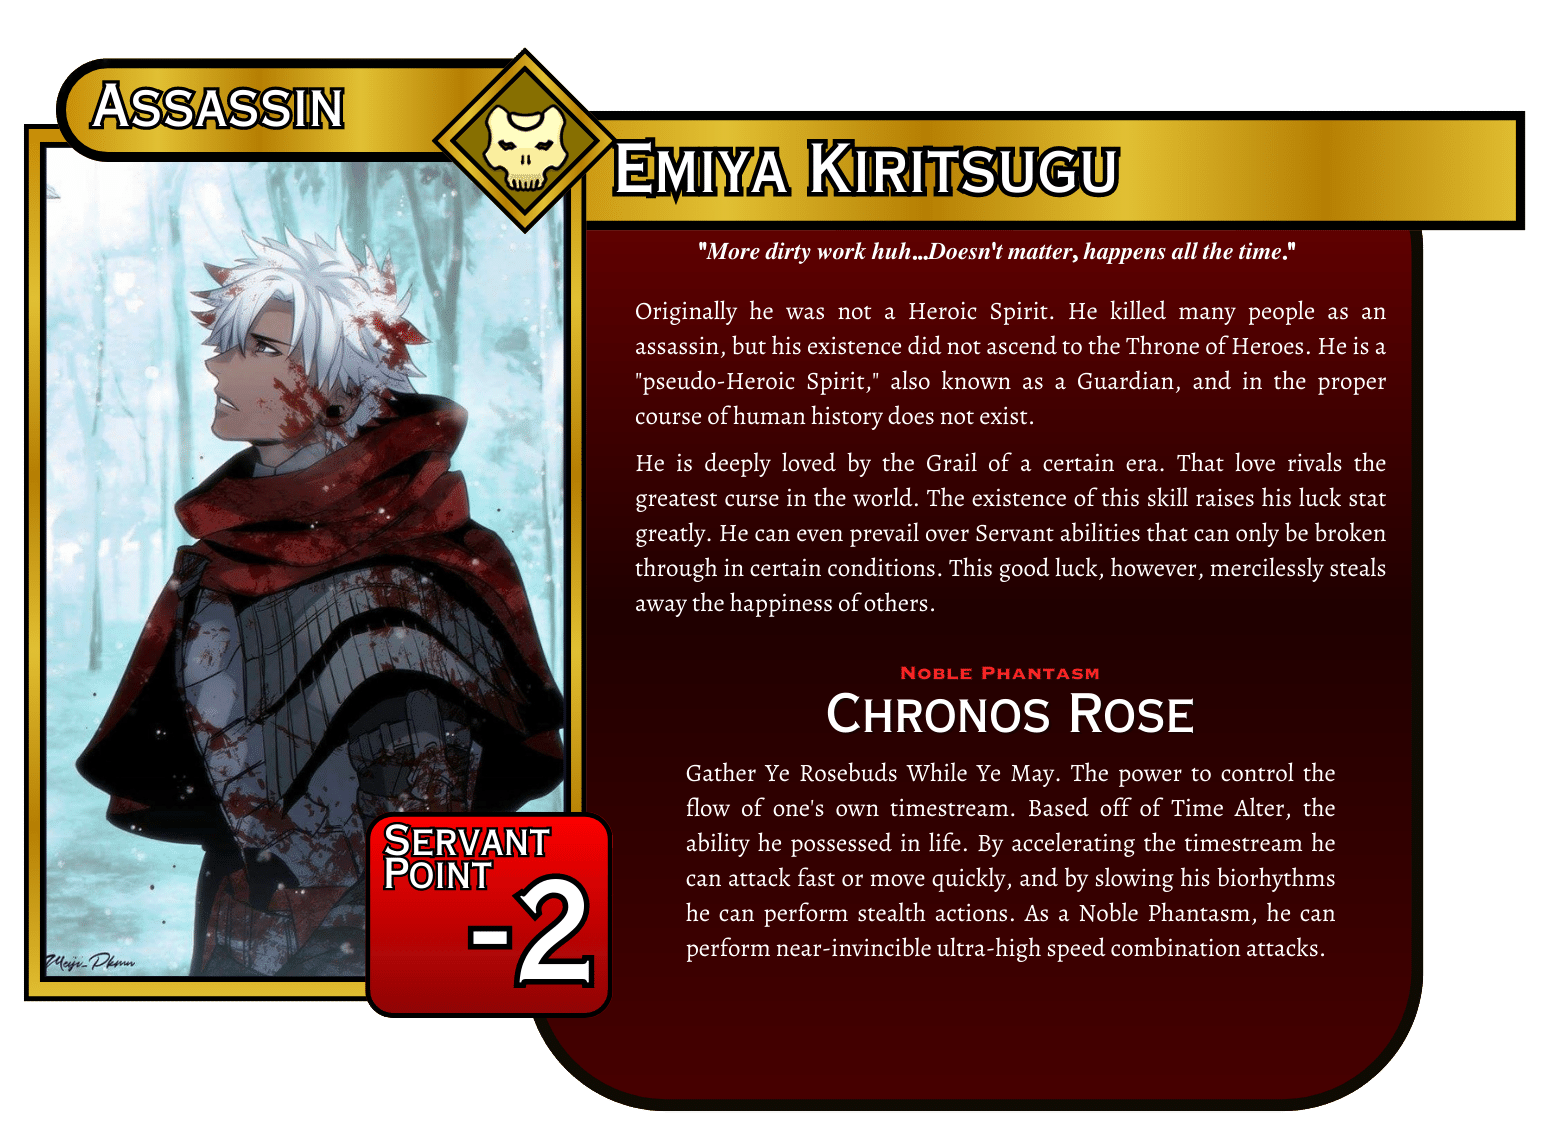 Assassin
Emiya Kiritsugu
"More dirty work huh...Doesn't matter, happens all the time."
Originally he was not a Heroic Spirit. He killed many people as an
assassin, but his existence did not ascend to the Throne of Heroes. He is a
"pseudo-Heroic Spirit," also known as a Guardian, and in the proper
course of human history does not exist.
He is deeply loved by the Grail of a certain era. That love rivals the
greatest curse in the world. The existence of this skill raises his luck stat
greatly. He can even prevail over Servant abilities that can only be broken
through in certain conditions. This good luck, however, mercilessly steals
away the happiness of others.
Noble Phantasm
Chronos Rose
Gather Ye Rosebuds While Ye May. The power to control the
flow of one's own timestream. Based off of Time Alter, the
ability he possessed in life. By accelerating the timestream he
can attack fast or move quickly, and by slowing his biorhythms
he can perform stealth actions. As a Noble Phantasm, he can
perform near-invincible ultra-high speed combination attacks.
Servant
Point
-2
Meiji_Pkmn